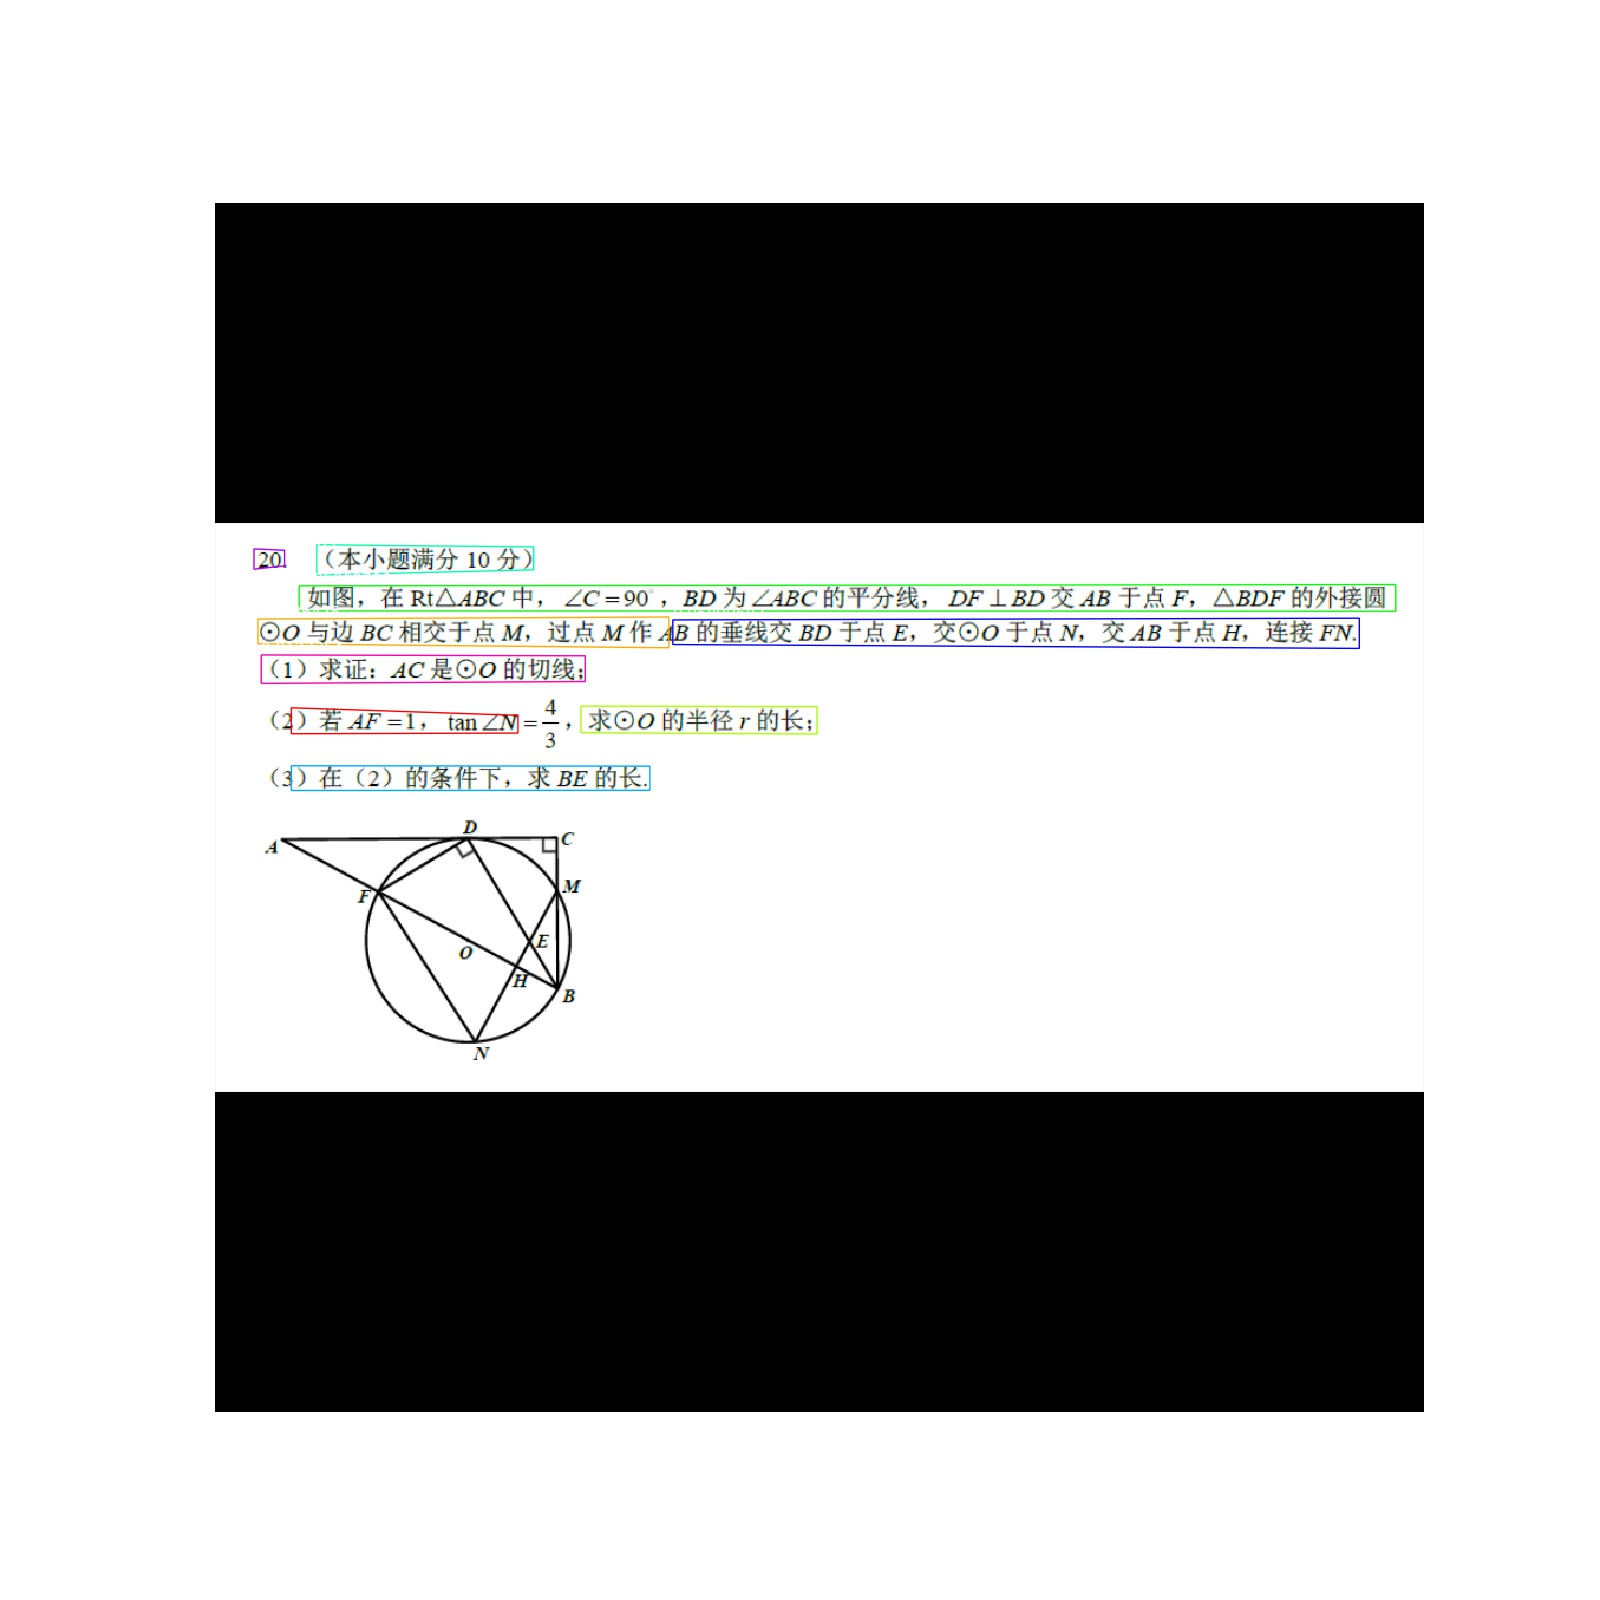 20. （本小题满分 10 分）
如图，在 Rt△ABC 中，∠C=90°，BD 为∠ABC 的平分线，DF⊥BD 交 AB 于点 F，△BDF 的外接圆
⊙O 与边 BC 相交于点 M，过点 M 作 AB 的垂线交 BD 于点 E，交⊙O 于点 N，交 AB 于点 H，连接 FN.
（1）求证：AC 是⊙O 的切线；
（2）若 AF=1，tan∠N=4/3，求⊙O 的半径 r 的长；
（3）在（2）的条件下，求 BE 的长.
D
A
C
F
M
O
E
H
B
N